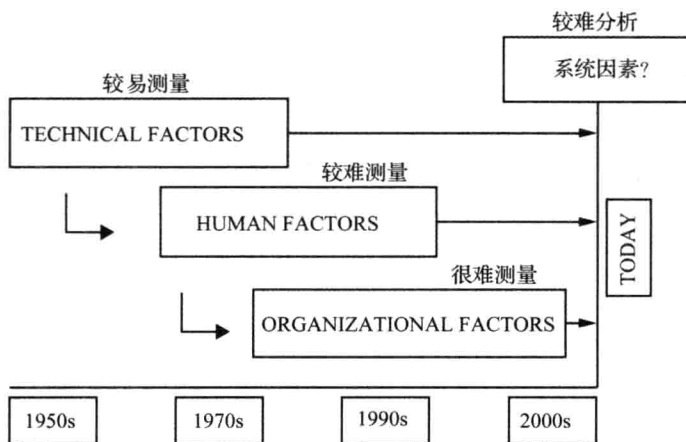 较难分析
系统因素?
较易测量
TECHNICAL FACTORS
较难测量
HUMAN FACTORS
TODAY
很难测量
ORGANIZATIONAL FACTORS
1950s
1970s
1990s
2000s